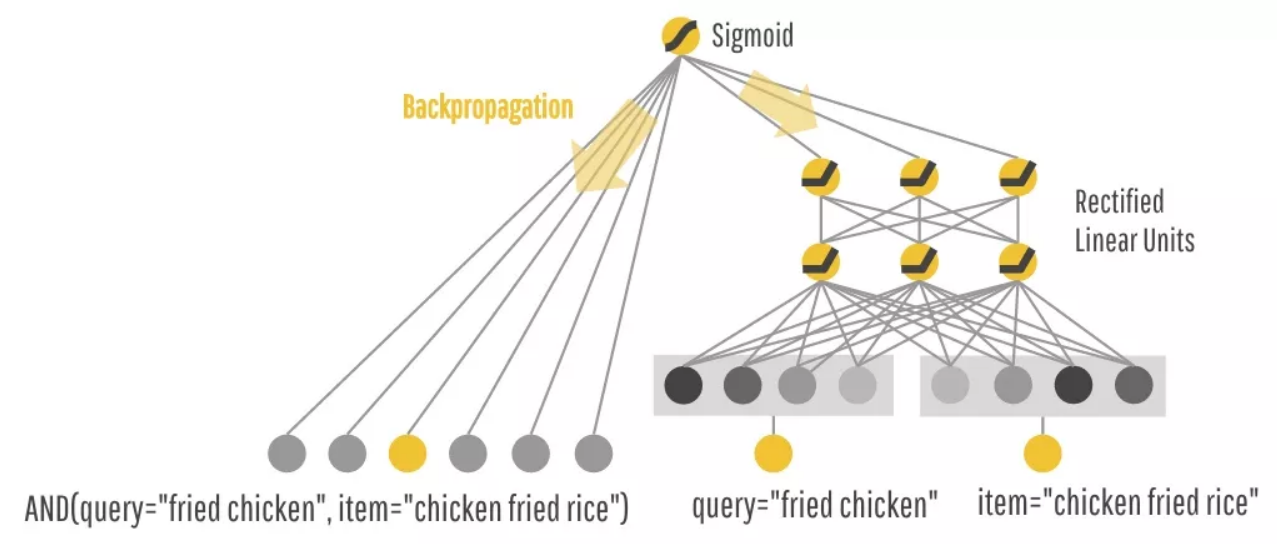 Sigmoid
Backpropagation
Rectified
Linear Units
AND(query="fried chicken", item="chicken fried rice")
query="fried chicken"
item="chicken fried rice"